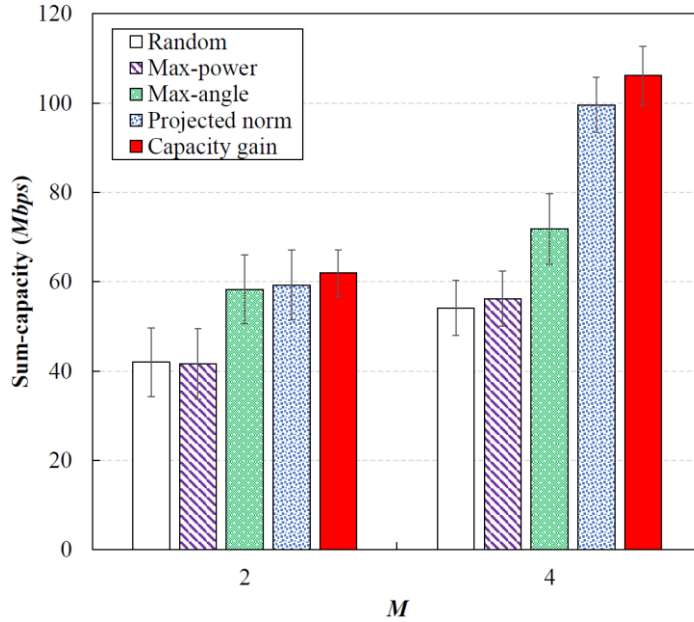 120
100
80
60
40
20
0
Sum-capacity (Mbps)
Random
Max-power
Max-angle
Projected norm
Capacity gain
2
4
M